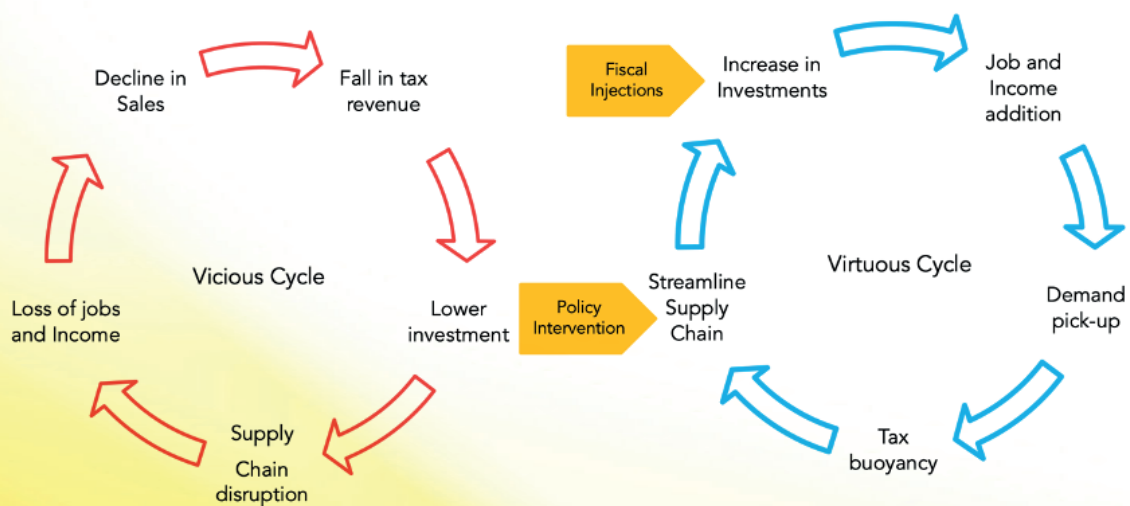 Decline in
Sales
Fall in tax
revenue
Fiscal
Injections
Increase in
Investments
Job and
Income
addition
Vicious Cycle
Virtuous Cycle
Loss of jobs
and Income
Lower
investment
Policy
Intervention
Streamline
Supply
Chain
Demand
pick-up
Supply
Chain
disruption
Tax
buoyancy